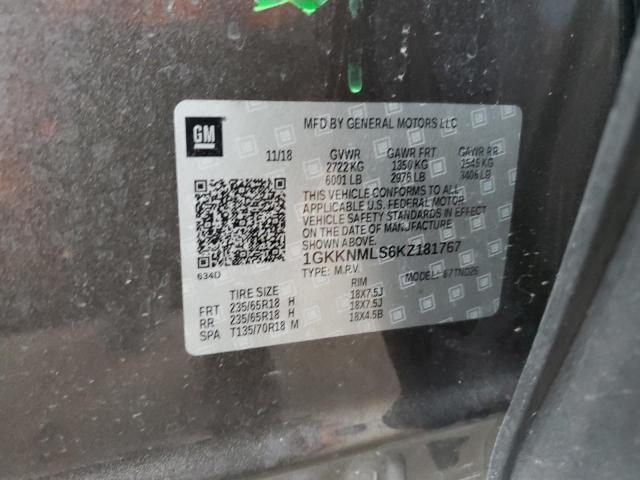 GM
MFD BY GENERAL MOTORS LLC
11/18 GVWR GAWR FRT GAWR RR
2722 KG 1350 KG 1545 KG
6001 LB 2976 LB 3406 LB
THIS VEHICLE CONFORMS TO ALL
APPLICABLE U.S. FEDERAL MOTOR
VEHICLE SAFETY STANDARDS IN EFFECT
ON THE DATE OF MANUFACTURE
SHOWN ABOVE.
1GKKNMLS6KZ181767
634D
TYPE: M.P.V. MODEL:
TIRE SIZE RIM
FRT 235/65R18 H 18X7.5J
RR 235/65R18 H 18X7.5J
SPA T135/70R18 M 18X4.5B